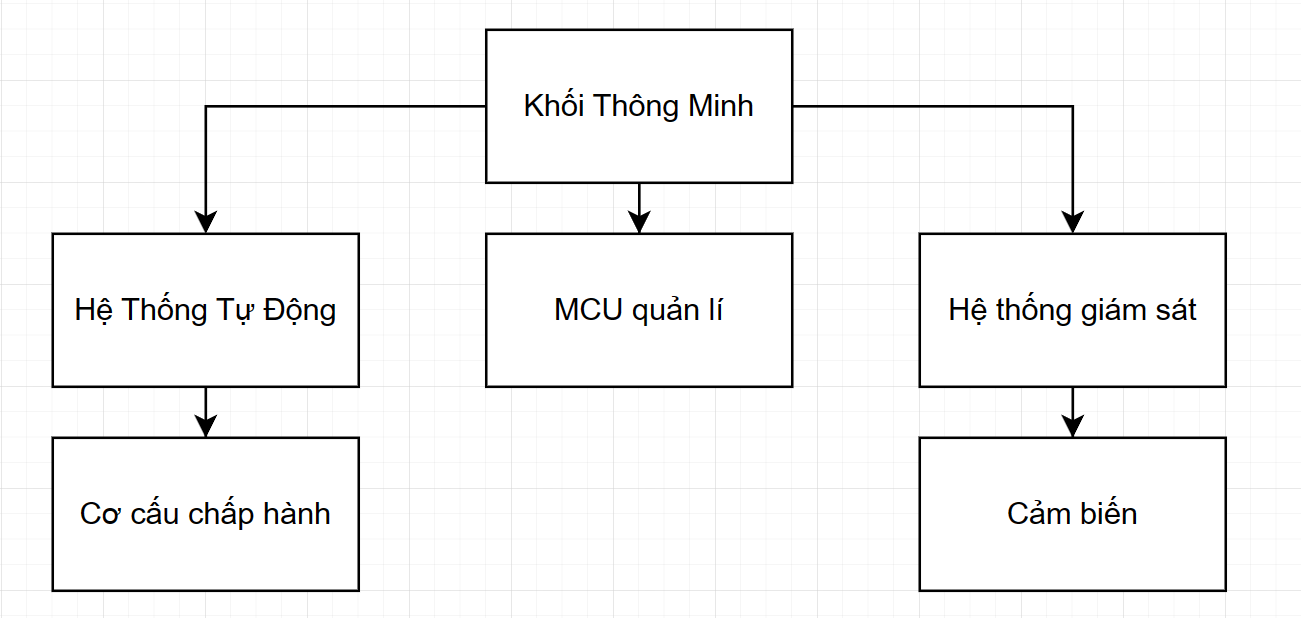 Khối Thông Minh
Hệ Thống Tự Động
MCU quản lí
Hệ thống giám sát
Cơ cấu chấp hành
Cảm biến